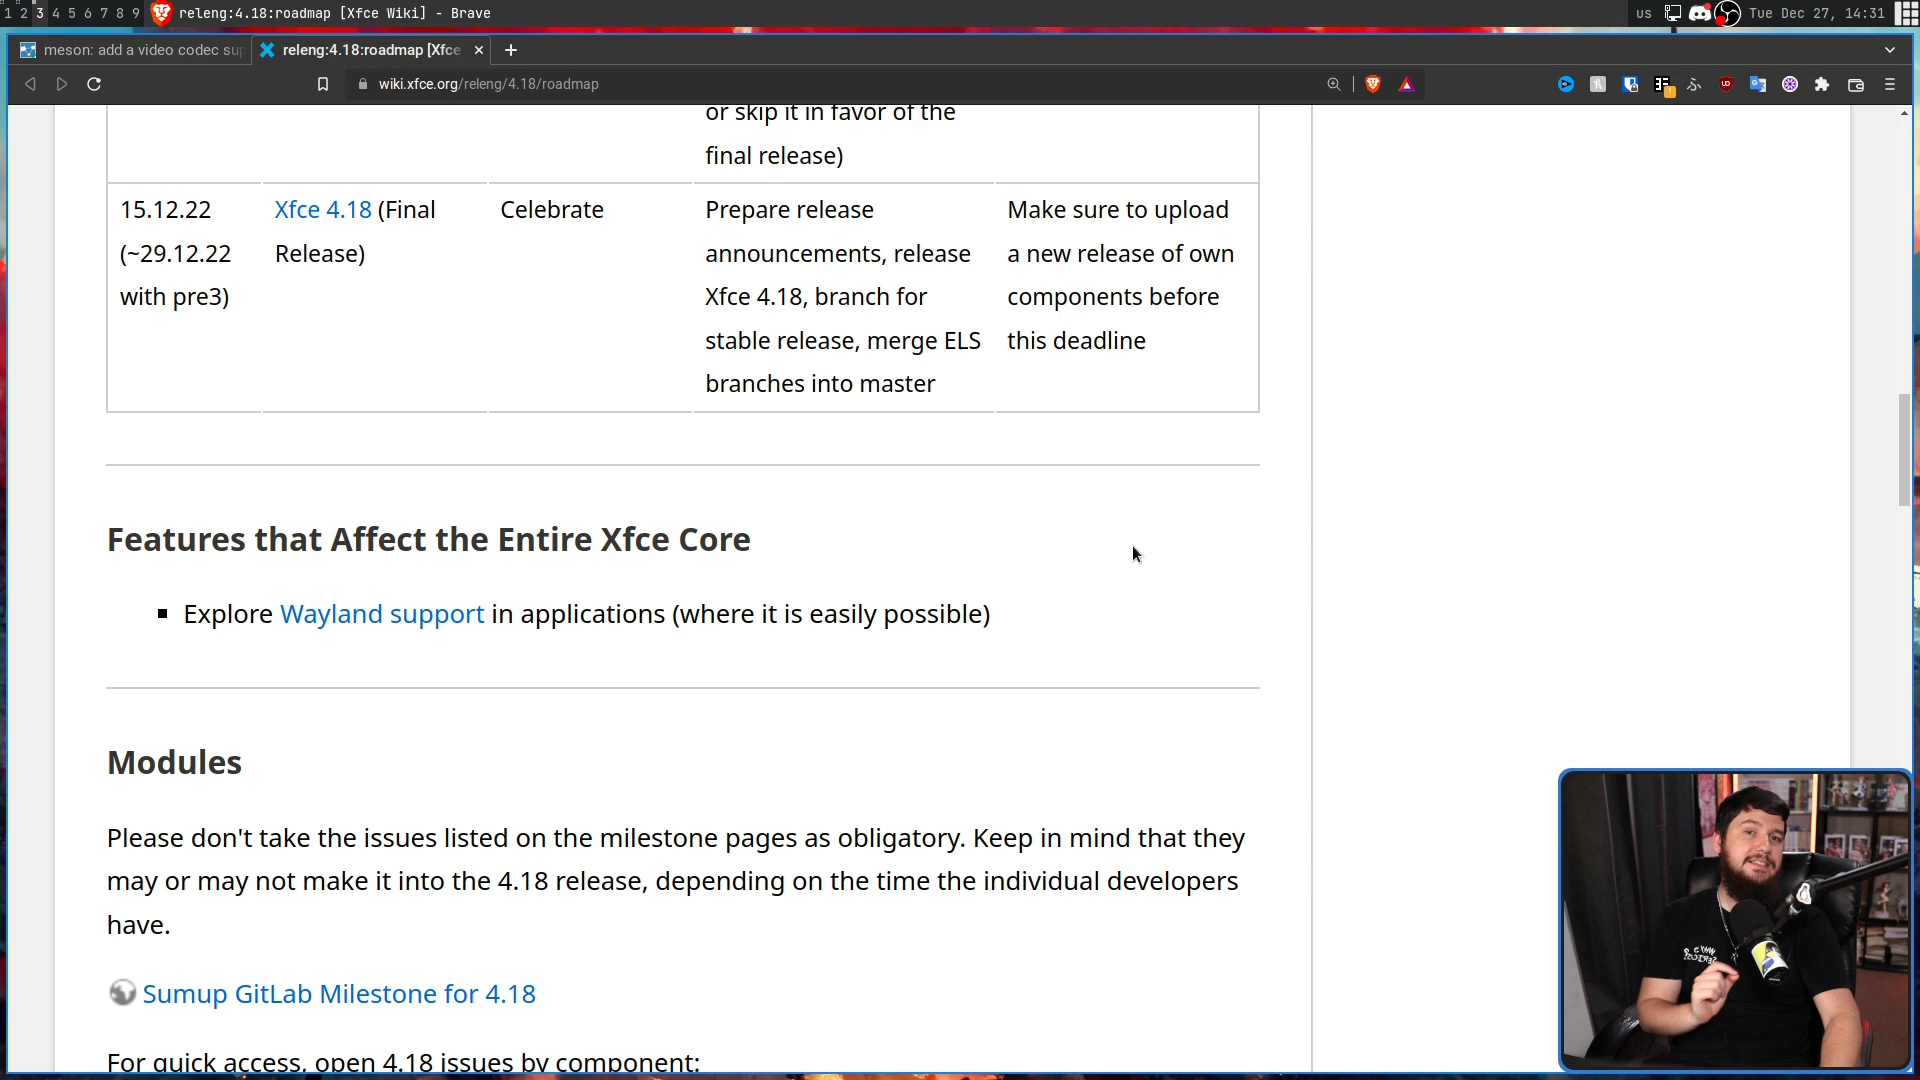 1 2 3 4 5 6 7 8 9 releng:4.18:roadmap [Xfce Wiki] - Brave us Tue Dec 27, 14:31
meson: add a video codec sup releng:4.18:roadmap [Xfce
wiki.xfce.org/releng/4.18/roadmap
or skip it in favor of the
final release)
15.12.22 Xfce 4.18 (Final Celebrate Prepare release Make sure to upload
(~29.12.22 Release) announcements, release a new release of own
with pre3) Xfce 4.18, branch for components before
stable release, merge ELS this deadline
branches into master
Features that Affect the Entire Xfce Core
Explore Wayland support in applications (where it is easily possible)
Modules
Please don't take the issues listed on the milestone pages as obligatory. Keep in mind that they
may or may not make it into the 4.18 release, depending on the time the individual developers
have.
Sumup GitLab Milestone for 4.18
For quick access, open 4.18 issues by component: